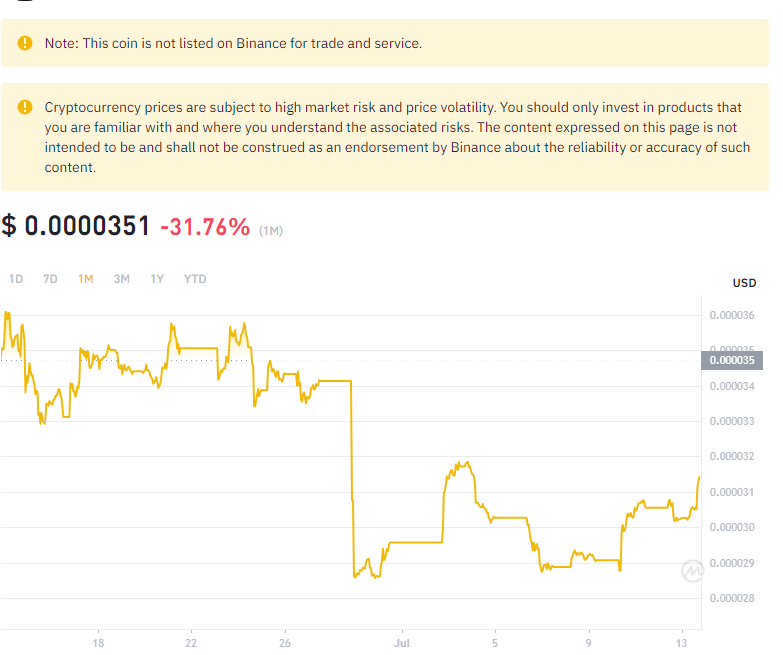 Note: This coin is not listed on Binance for trade and service.
Cryptocurrency prices are subject to high market risk and price volatility. You should only invest in products that
you are familiar with and where you understand the associated risks. The content expressed on this page is not
intended to be and shall not be construed as an endorsement by Binance about the reliability or accuracy of such
content.
$ 0.0000351 -31.76% (1M)
1D 7D 1M 3M 1Y YTD
USD
0.000036
0.000035
0.000035
0.000034
0.000033
0.000032
0.000031
0.000030
0.000029
0.000028
18 22 26 Jul 5 9 13